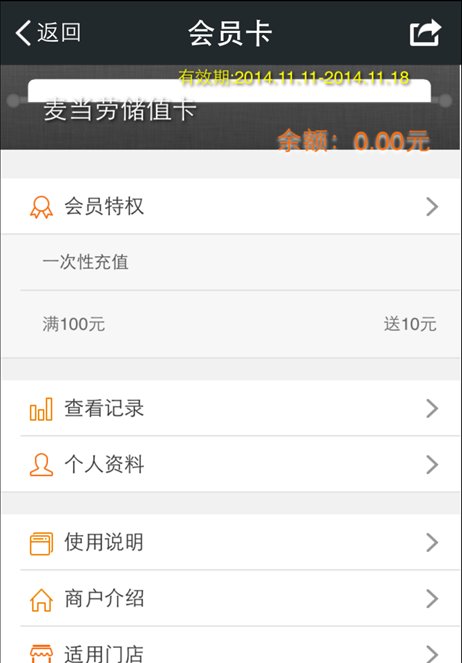 返回 会员卡
有效期:2014.11.11-2014.11.18
麦当劳储值卡
余额：0.00元
会员特权
一次性充值
满100元 送10元
查看记录
个人资料
使用说明
商户介绍
适用门店